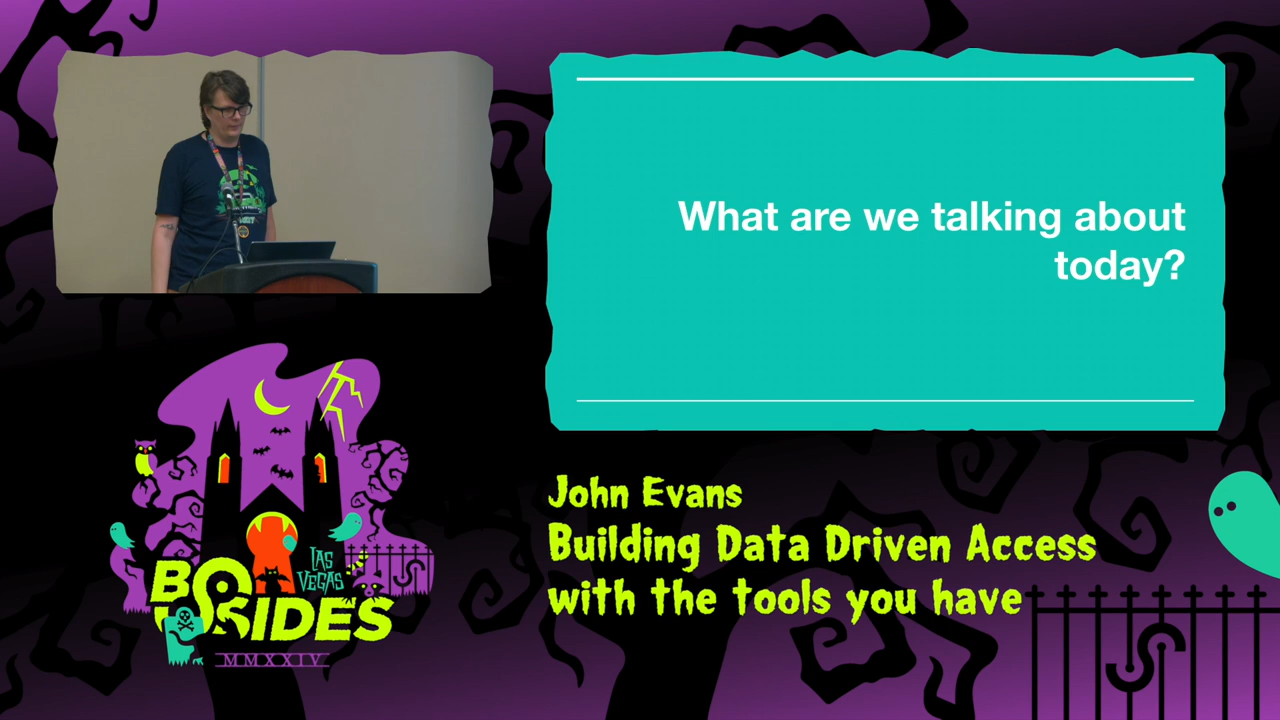 What are we talking about
today?
John Evans
Building Data Driven Access
with the tools you have
LAS
VEGAS
BSIDES
MMXXIV